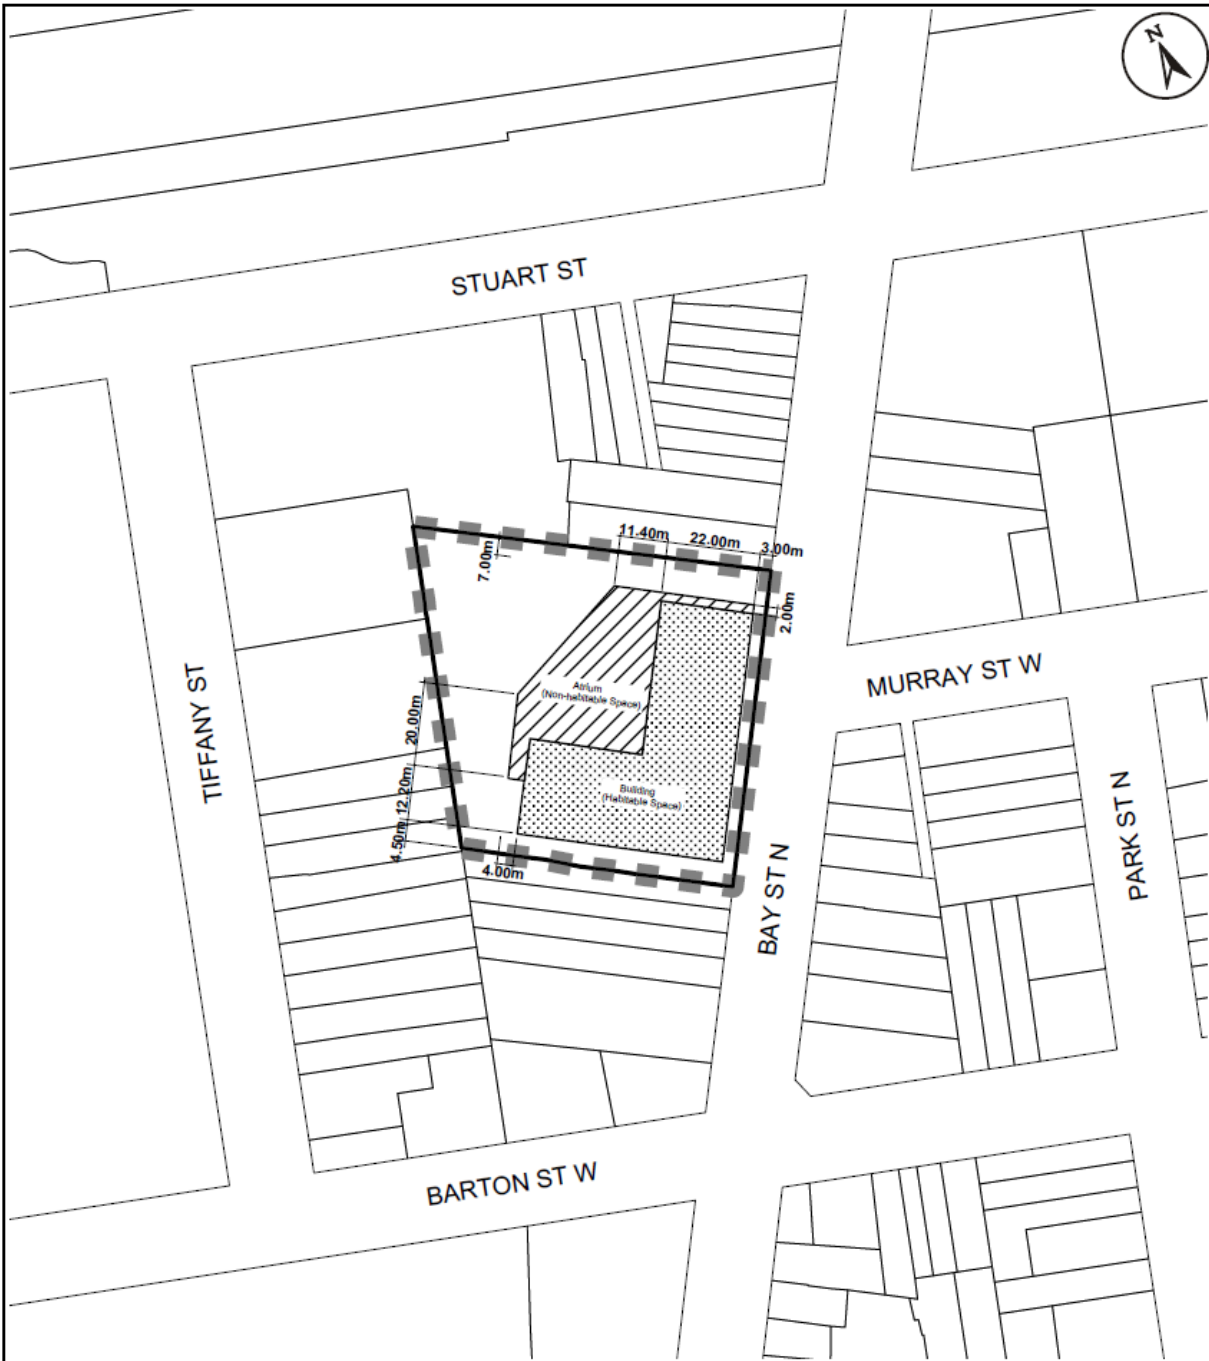 N
STUART ST
11.40m
22.00m
3.00m
7.00m
2.00m
MURRAY ST W
TIFFANY ST
Atrium
(Non-habitable Space)
20.00m
12.20m
4.50m
Building
(Habitable Space)
4.00m
BAY ST N
PARK ST N
BARTON ST W